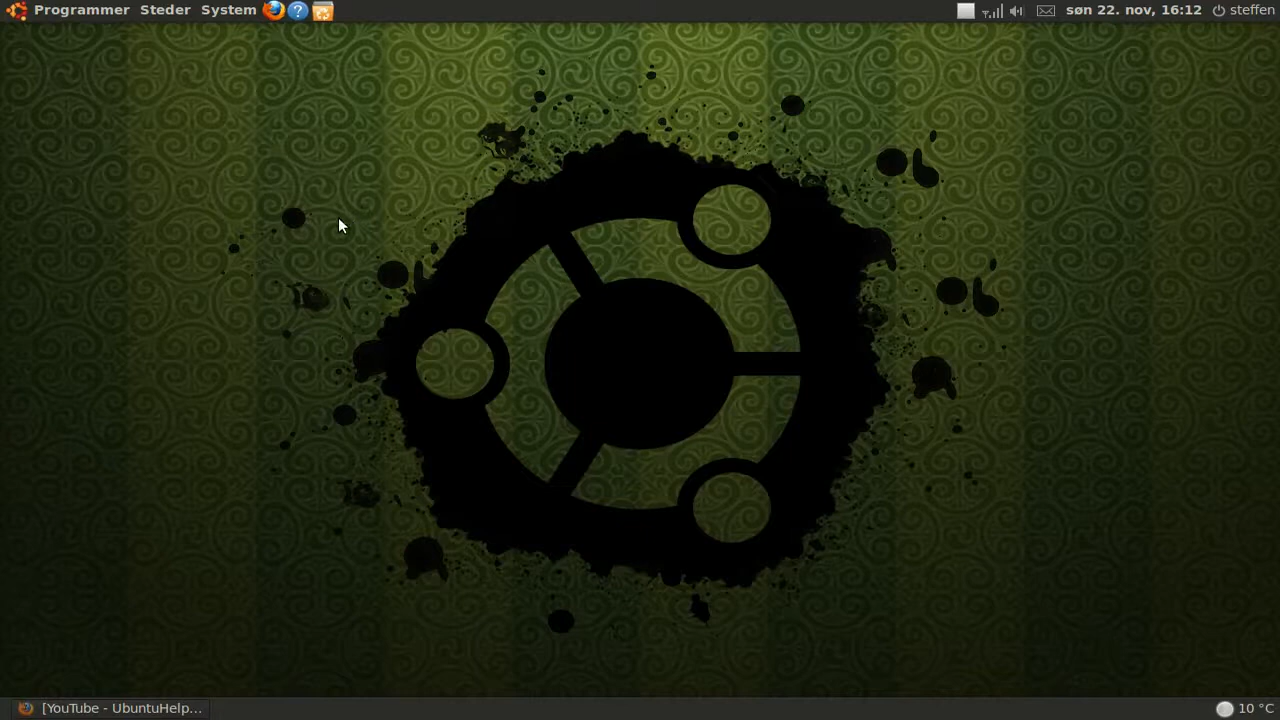 Programmer Steder System søn 22. nov, 16:12 steffen
[YouTube - UbuntuHelp... 10 °C